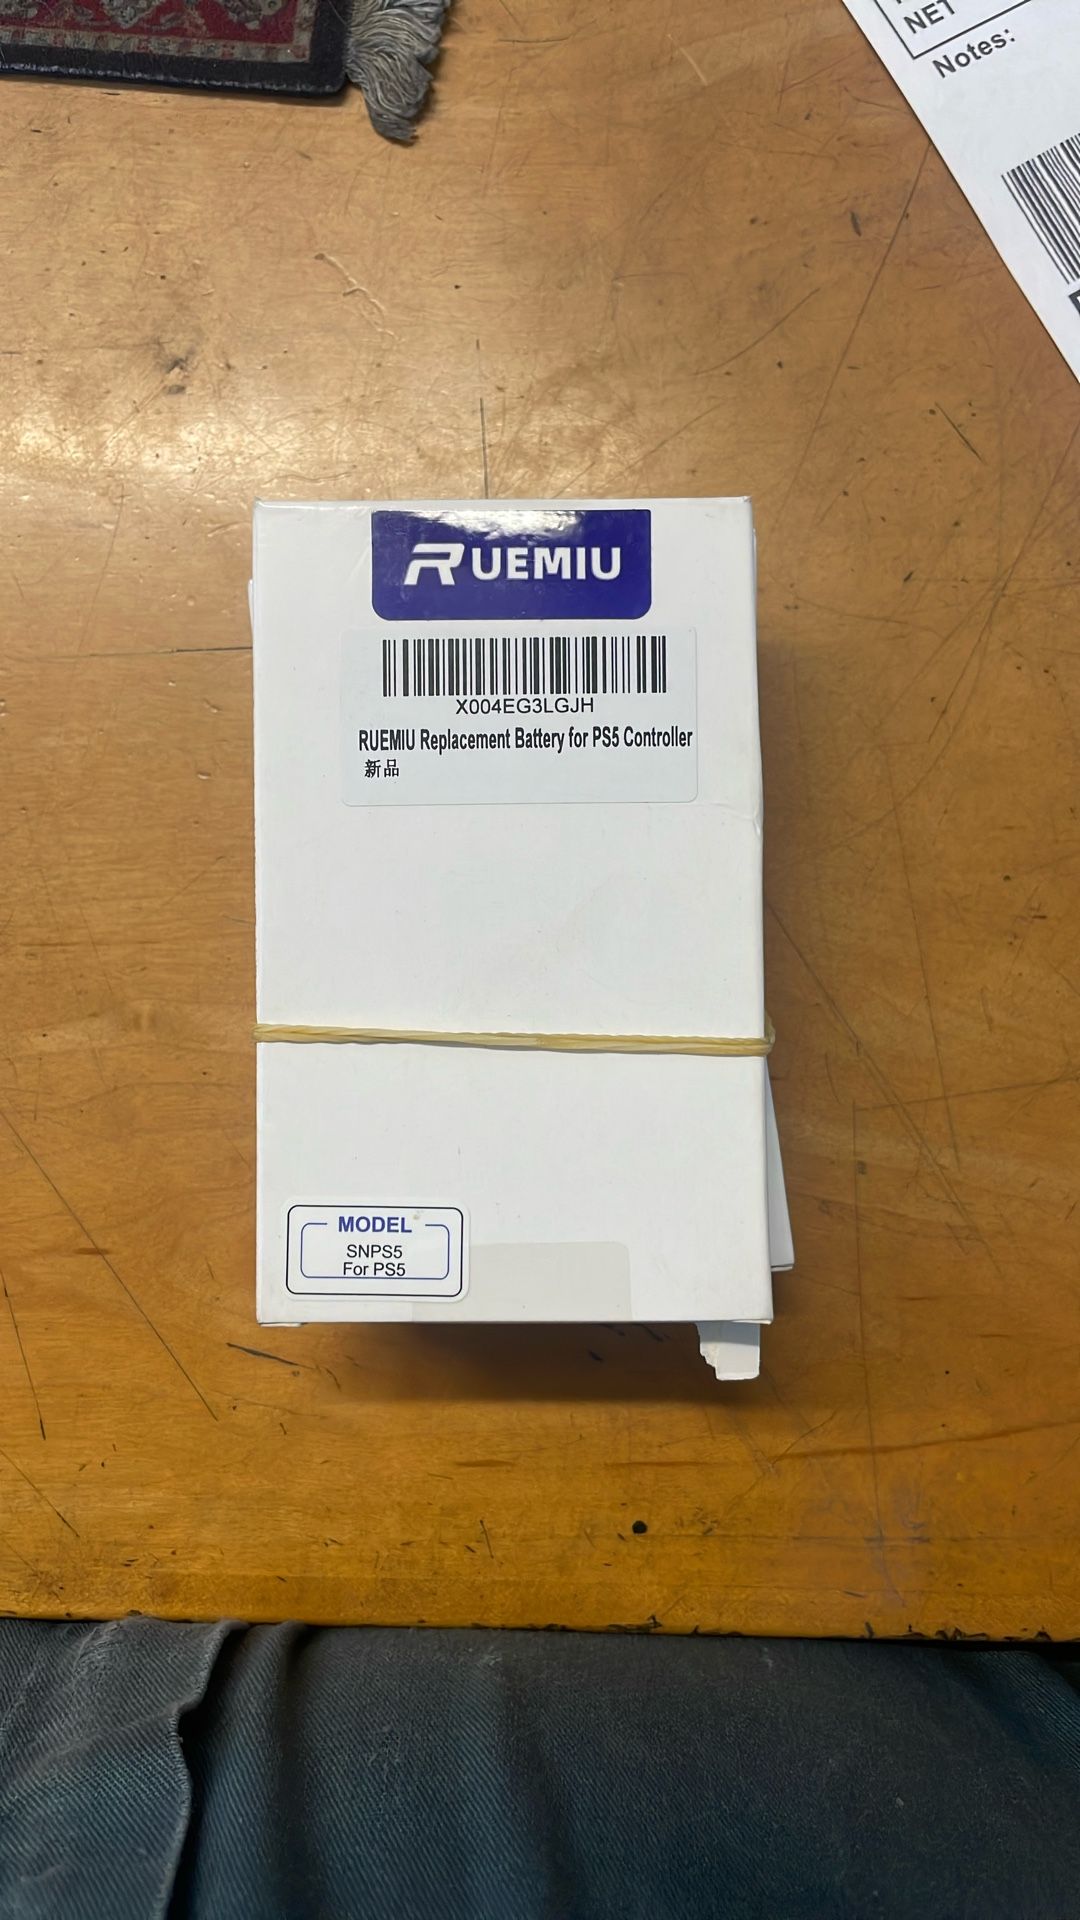 NET
Notes:
RUEMIU
X004EG3LGJH
RUEMIU Replacement Battery for PS5 Controller
新品
MODEL
SNPS5
For PS5